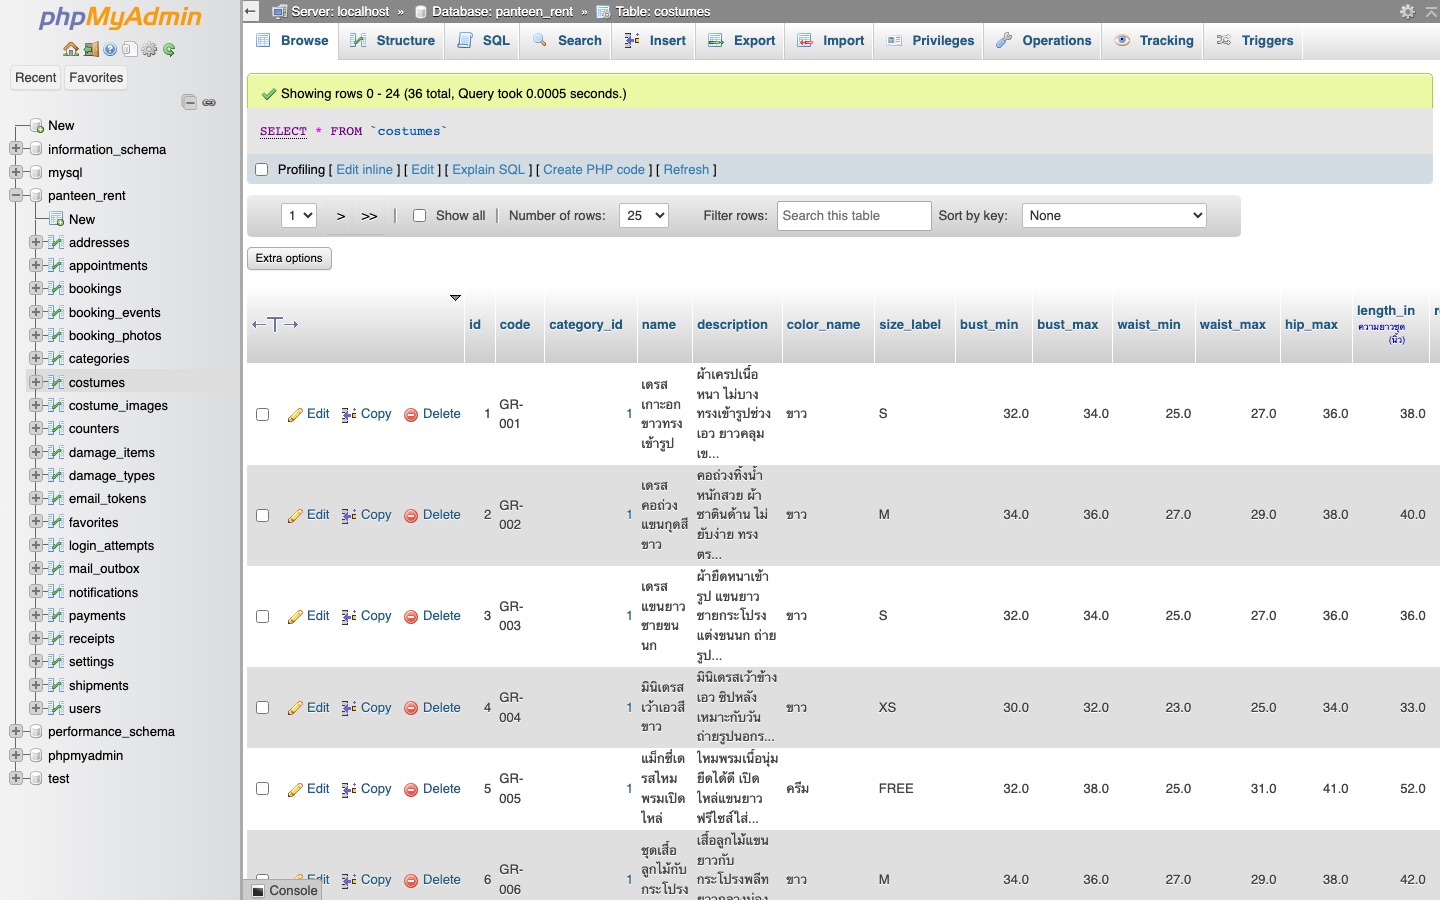 phpMyAdmin
Recent Favorites
New
information_schema
mysql
panteen_rent
New
addresses
appointments
bookings
booking_events
booking_photos
categories
costumes
costume_images
counters
damage_items
damage_types
email_tokens
favorites
login_attempts
mail_outbox
notifications
payments
receipts
settings
shipments
users
performance_schema
phpmyadmin
test
Server: localhost » Database: panteen_rent » Table: costumes
Browse Structure SQL Search Insert Export Import Privileges Operations Tracking Triggers
Showing rows 0 - 24 (36 total, Query took 0.0005 seconds.)
SELECT * FROM `costumes`
Profiling [ Edit inline ] [ Edit ] [ Explain SQL ] [ Create PHP code ] [ Refresh ]
1 > >> | Show all | Number of rows: 25 Filter rows: Search this table Sort by key: None
Extra options
←T→ id code category_id name description color_name size_label bust_min bust_max waist_min waist_max hip_max length_in
ความยาวชุด
(นิ้ว)
Edit Copy Delete 1 GR-
001
1
เดรส
เกาะอก
ขาวทรง
เข้ารูป
ผ้าเครปเนื้อ
หนา ไม่บาง
ทรงเข้ารูปช่วง
เอว ยาวคลุม
เข...
ขาว S 32.0 34.0 25.0 27.0 36.0 38.0
Edit Copy Delete 2 GR-
002
1
เดรส
คอถ่วง
แขนกุดสี
ขาว
คอถ่วงทิ้งน้ำ
หนักสวย ผ้า
ซาตินด้าน ไม่
ยับง่าย ทรง
ตร...
ขาว M 34.0 36.0 27.0 29.0 38.0 40.0
Edit Copy Delete 3 GR-
003
1
เดรส
แขนยาว
ชายขน
นก
ผ้ายืดหนาเข้า
รูป แขนยาว
ชายกระโปรง
แต่งขนนก ถ่าย
รูป...
ขาว S 32.0 34.0 25.0 27.0 36.0 36.0
Edit Copy Delete 4 GR-
004
1
มินิเดรส
เว้าเอวสี
ขาว
มินิเดรสเว้าข้าง
เอว ซิปหลัง
เหมาะกับวัน
ถ่ายรูปนอกร...
ขาว XS 30.0 32.0 23.0 25.0 34.0 33.0
Edit Copy Delete 5 GR-
005
1
แม็กซี่เด
รสไหม
พรมเปิด
ไหล่
ไหมพรมเนื้อนุ่ม
ยืดได้ดี เปิด
ไหล่แขนยาว
ฟรีไซส์ใส่...
ครีม FREE 32.0 38.0 25.0 31.0 41.0 52.0
Edit Copy Delete 6 GR-
006
1
ชุดเสื้อ
ลูกไม้กับ
กระโปรง
เสื้อลูกไม้แขน
ยาวกับ
กระโปรงพลีท
ขาว M 34.0 36.0 27.0 29.0 38.0 42.0
Console